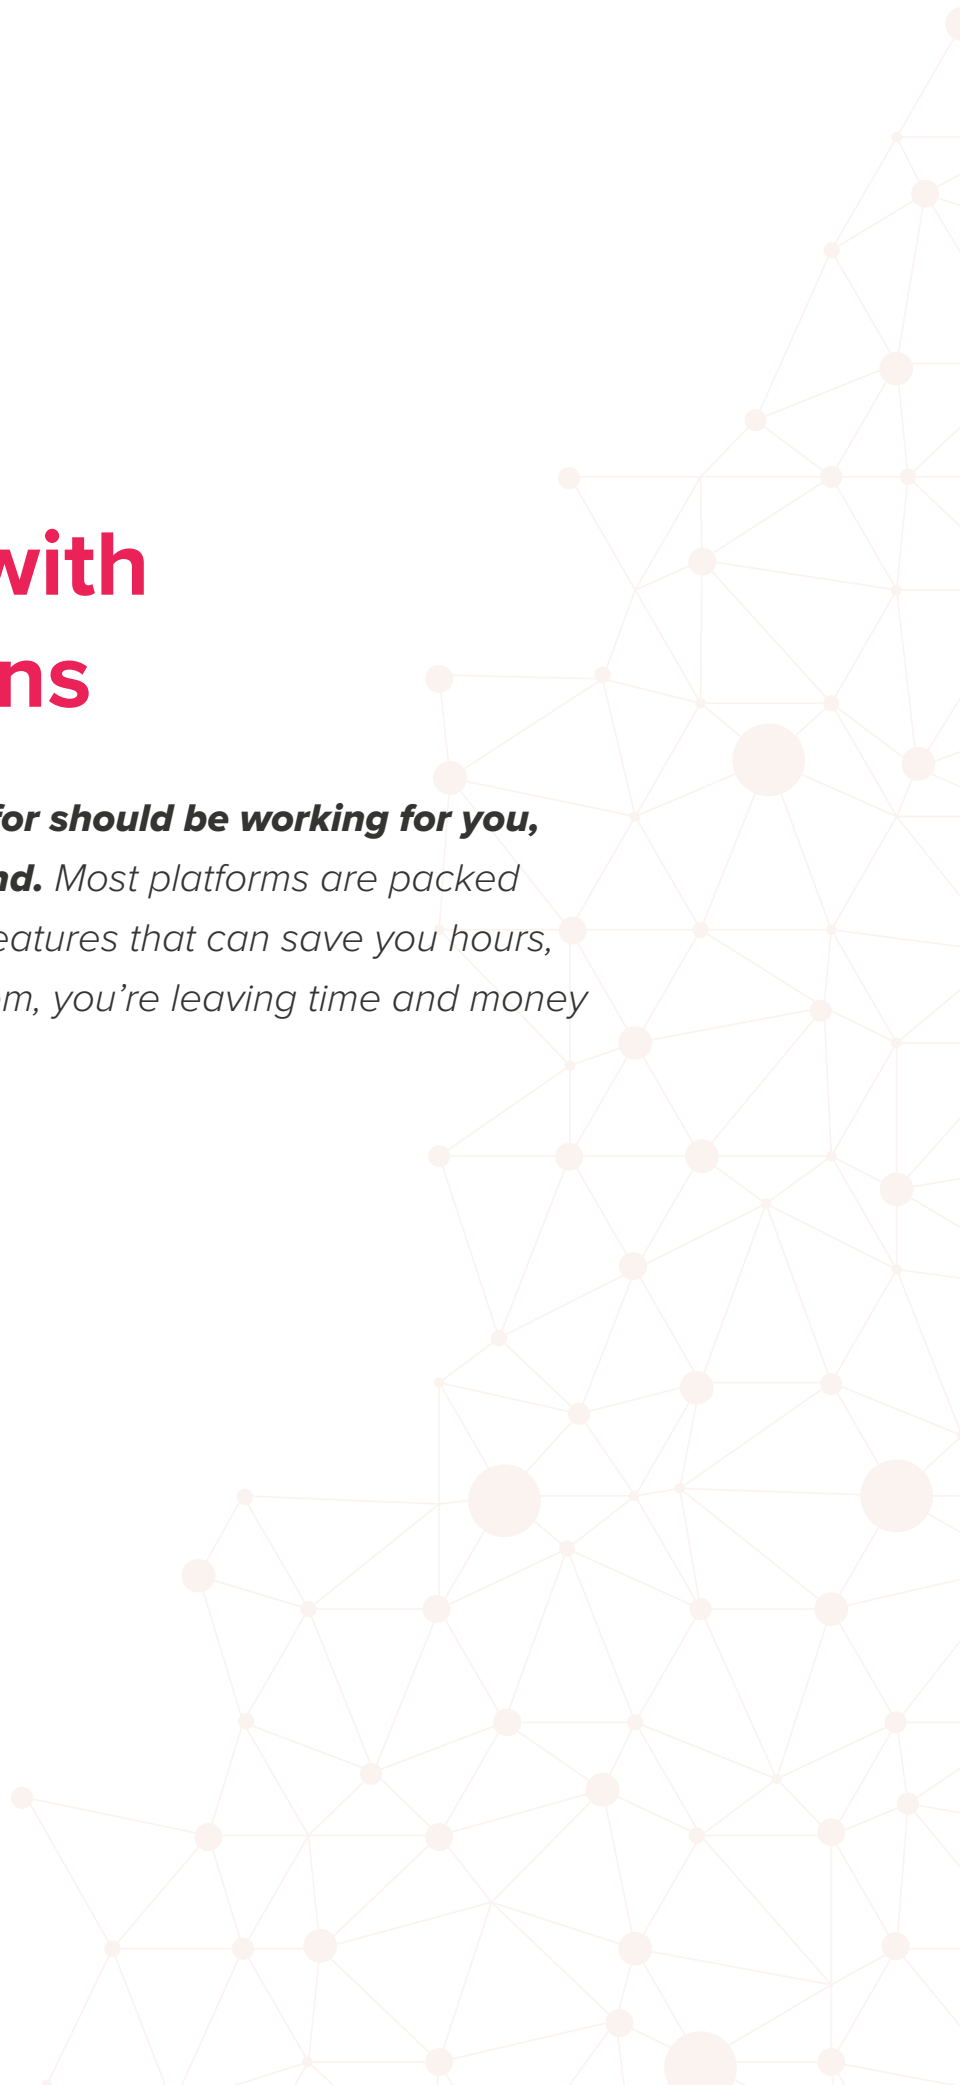 with
ns
for should be working for you,
nd. Most platforms are packed
eatures that can save you hours,
m, you’re leaving time and money